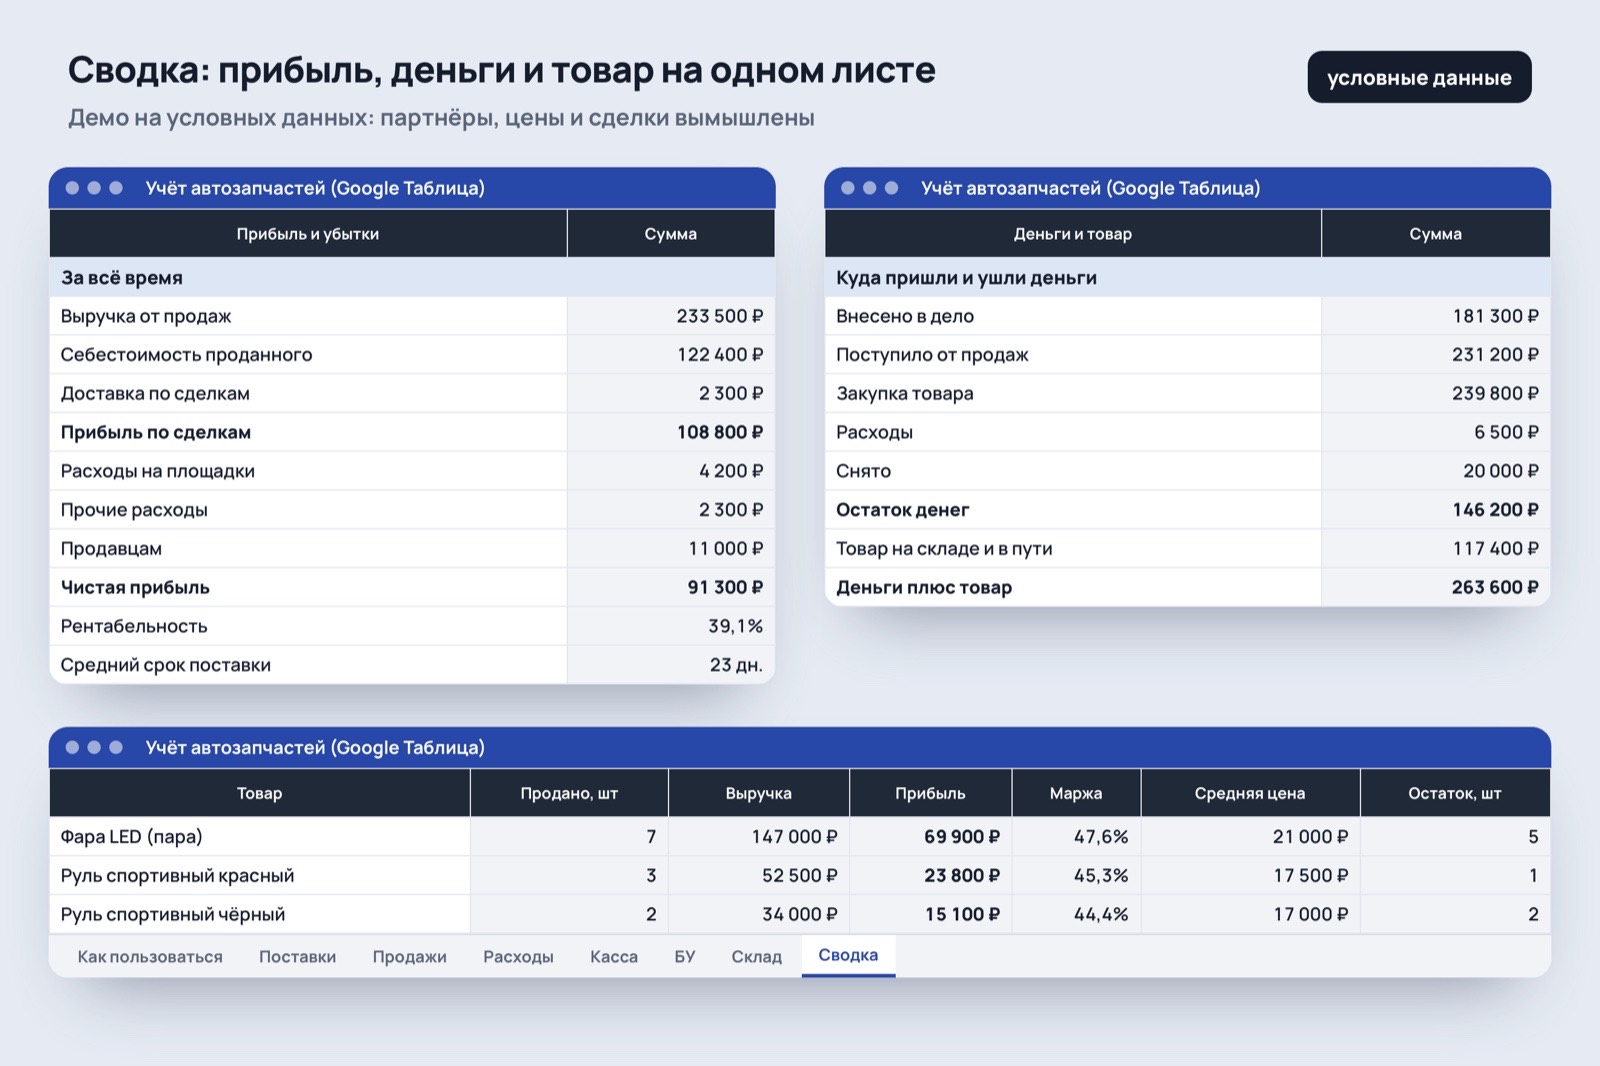 Сводка: прибыль, деньги и товар на одном листе
условные данные
Демо на условных данных: партнёры, цены и сделки вымышлены
Учёт автозапчастей (Google Таблица)
Прибыль и убытки Сумма
За всё время
Выручка от продаж 233 500 ₽
Себестоимость проданного 122 400 ₽
Доставка по сделкам 2 300 ₽
Прибыль по сделкам 108 800 ₽
Расходы на площадки 4 200 ₽
Прочие расходы 2 300 ₽
Продавцам 11 000 ₽
Чистая прибыль 91 300 ₽
Рентабельность 39,1%
Средний срок поставки 23 дн.
Учёт автозапчастей (Google Таблица)
Деньги и товар Сумма
Куда пришли и ушли деньги
Внесено в дело 181 300 ₽
Поступило от продаж 231 200 ₽
Закупка товара 239 800 ₽
Расходы 6 500 ₽
Снято 20 000 ₽
Остаток денег 146 200 ₽
Товар на складе и в пути 117 400 ₽
Деньги плюс товар 263 600 ₽
Учёт автозапчастей (Google Таблица)
Товар Продано, шт Выручка Прибыль Маржа Средняя цена Остаток, шт
Фара LED (пара) 7 147 000 ₽ 69 900 ₽ 47,6% 21 000 ₽ 5
Руль спортивный красный 3 52 500 ₽ 23 800 ₽ 45,3% 17 500 ₽ 1
Руль спортивный чёрный 2 34 000 ₽ 15 100 ₽ 44,4% 17 000 ₽ 2
Как пользоваться Поставки Продажи Расходы Касса БУ Склад Сводка